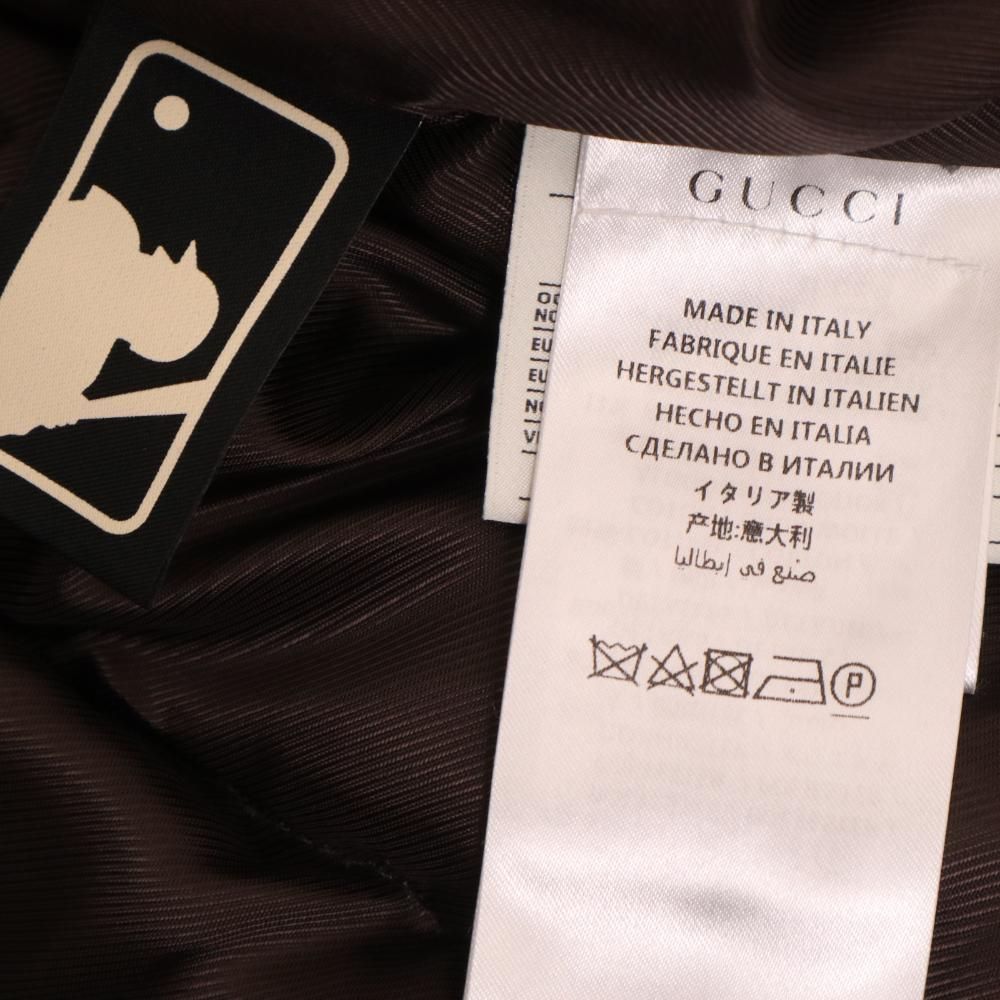 GUCCI
MADE IN ITALY
FABRIQUE EN ITALIE
HERGESTELLT IN ITALIEN
HECHO EN ITALIA
СДЕЛАНО В ИТАЛИИ
イタリア製
产地:意大利
صنع في إيطاليا
P